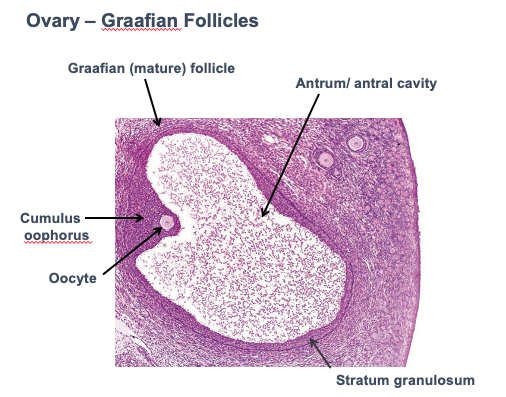 Ovary – Graafian Follicles
Graafian (mature) follicle
Antrum/ antral cavity
Cumulus
oophorus
Oocyte
Stratum granulosum